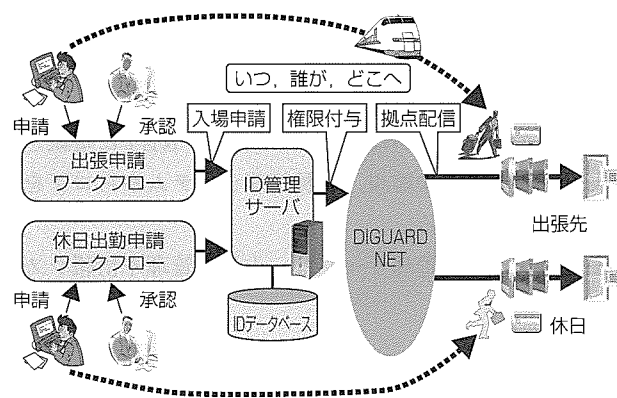 いつ，誰が，どこへ
申請
承認
入場申請
権限付与
拠点配信
出張申請
ワークフロー
ID管理
サーバ
出張先
休日出勤申請
ワークフロー
DIGUARD
NET
申請
承認
IDデータベース
休日